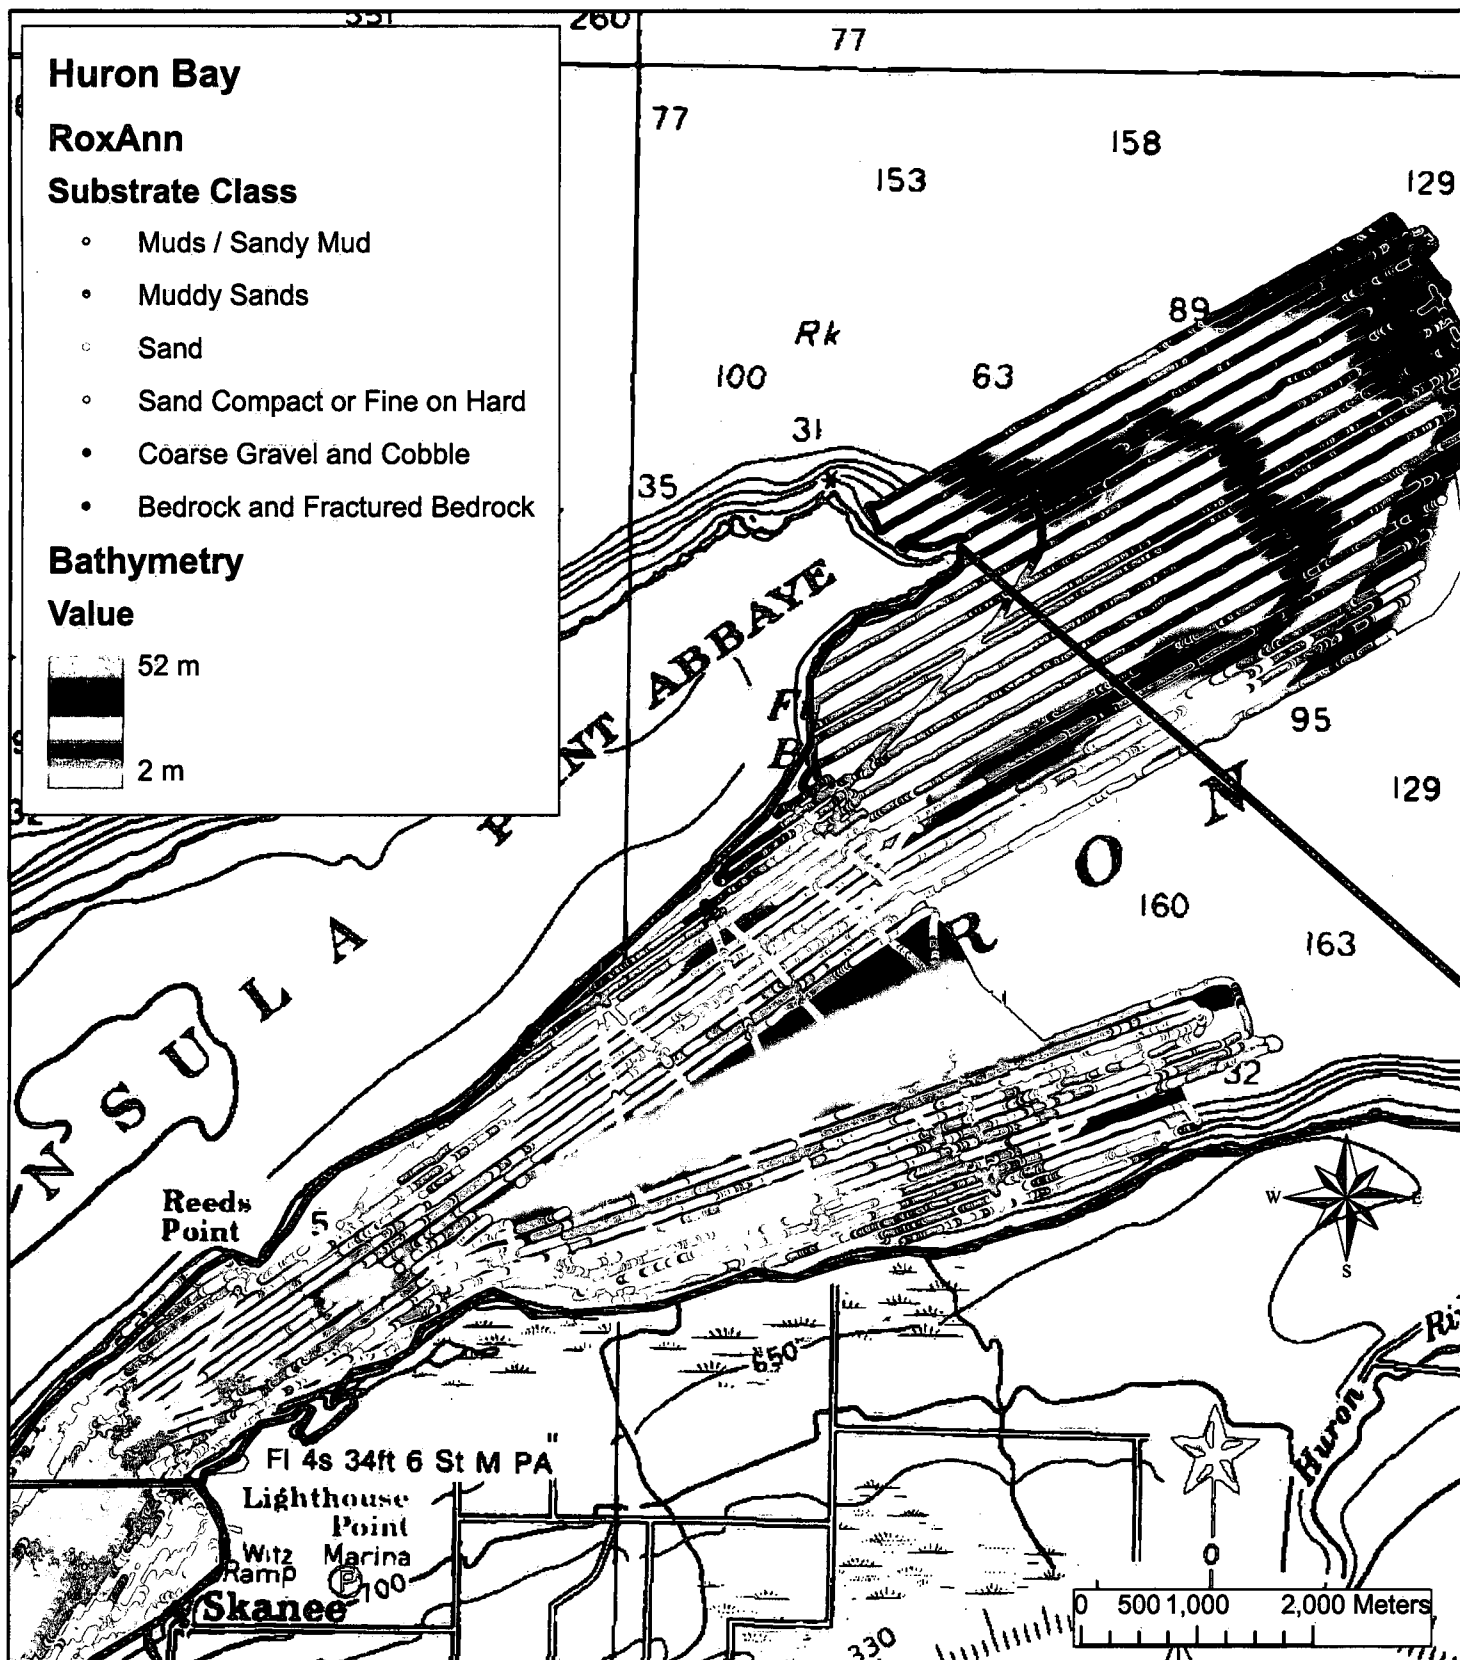 260
77
Huron Bay
RoxAnn
Substrate Class
Muds / Sandy Mud
Muddy Sands
Sand
Sand Compact or Fine on Hard
Coarse Gravel and Cobble
Bedrock and Fractured Bedrock
Bathymetry
Value
52 m
2 m
77
158
153
129
89
Rk
100
63
31
35
POINT ABBAYE
95
129
160
163
R O N
N S U L A
32
Reeds
Point
5
W
E
S
650
Fl 4s 34ft 6 St M PA
Lighthouse
Point
Witz
Ramp
Marina
P
700
Skanee
Huron
0
330
0
500
1,000
2,000 Meters